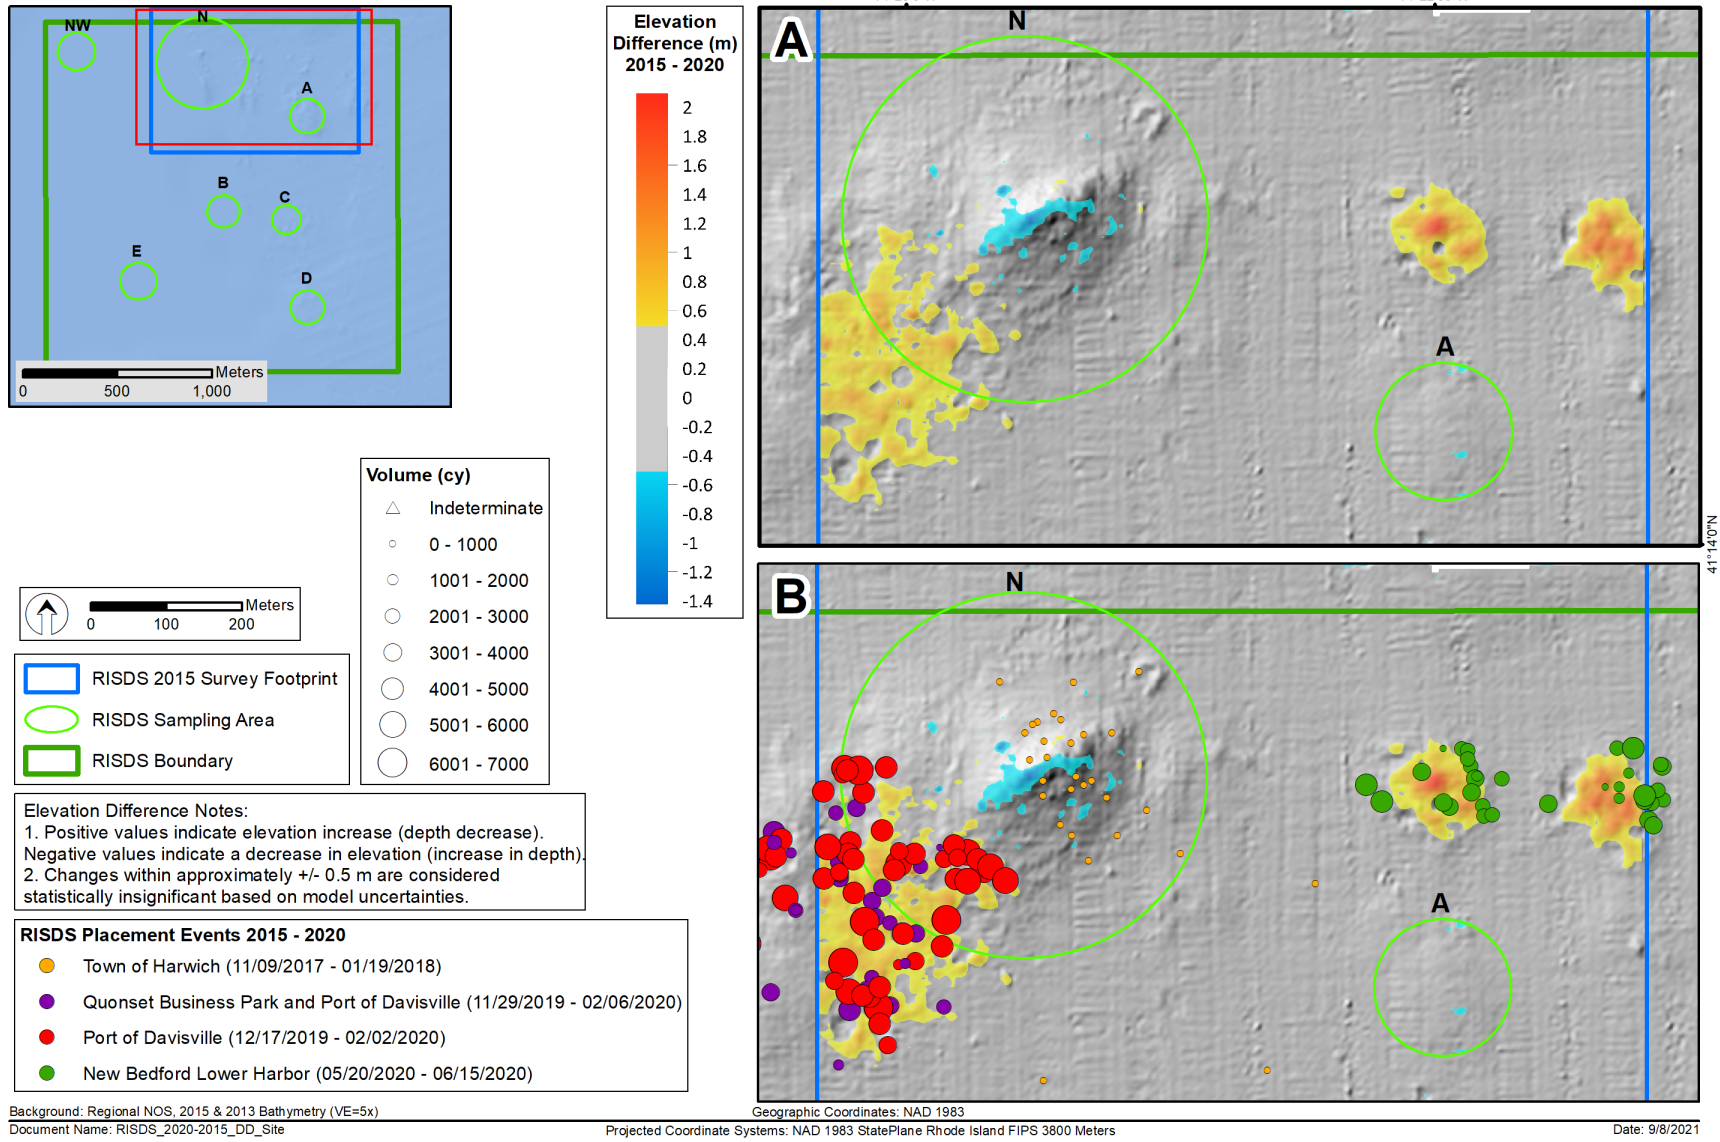 NW
N
A
B
C
E
D
Meters
0 500 1,000
Elevation
Difference (m)
2015 - 2020
2
1.8
1.6
1.4
1.2
1
0.8
0.6
0.4
0.2
0.2
0
-0.2
-0.4
-0.6
-0.8
-1
-1.2
-1.4
A
N
A
41°14'0"N
B
N
A
Volume (cy)
Indeterminate
0 - 1000
1001 - 2000
2001 - 3000
3001 - 4000
4001 - 5000
5001 - 6000
6001 - 7000
Meters
0 100 200
RISDS 2015 Survey Footprint
RISDS Sampling Area
RISDS Boundary
Elevation Difference Notes:
1. Positive values indicate elevation increase (depth decrease).
Negative values indicate a decrease in elevation (increase in depth).
2. Changes within approximately +/- 0.5 m are considered
statistically insignificant based on model uncertainties.
RISDS Placement Events 2015 - 2020
Town of Harwich (11/09/2017 - 01/19/2018)
Quonset Business Park and Port of Davisville (11/29/2019 - 02/06/2020)
Port of Davisville (12/17/2019 - 02/02/2020)
New Bedford Lower Harbor (05/20/2020 - 06/15/2020)
Background: Regional NOS, 2015 & 2013 Bathymetry (VE=5x)
Geographic Coordinates: NAD 1983
Document Name: RISDS_2020-2015_DD_Site
Projected Coordinate Systems: NAD 1983 StatePlane Rhode Island FIPS 3800 Meters
Date: 9/8/2021